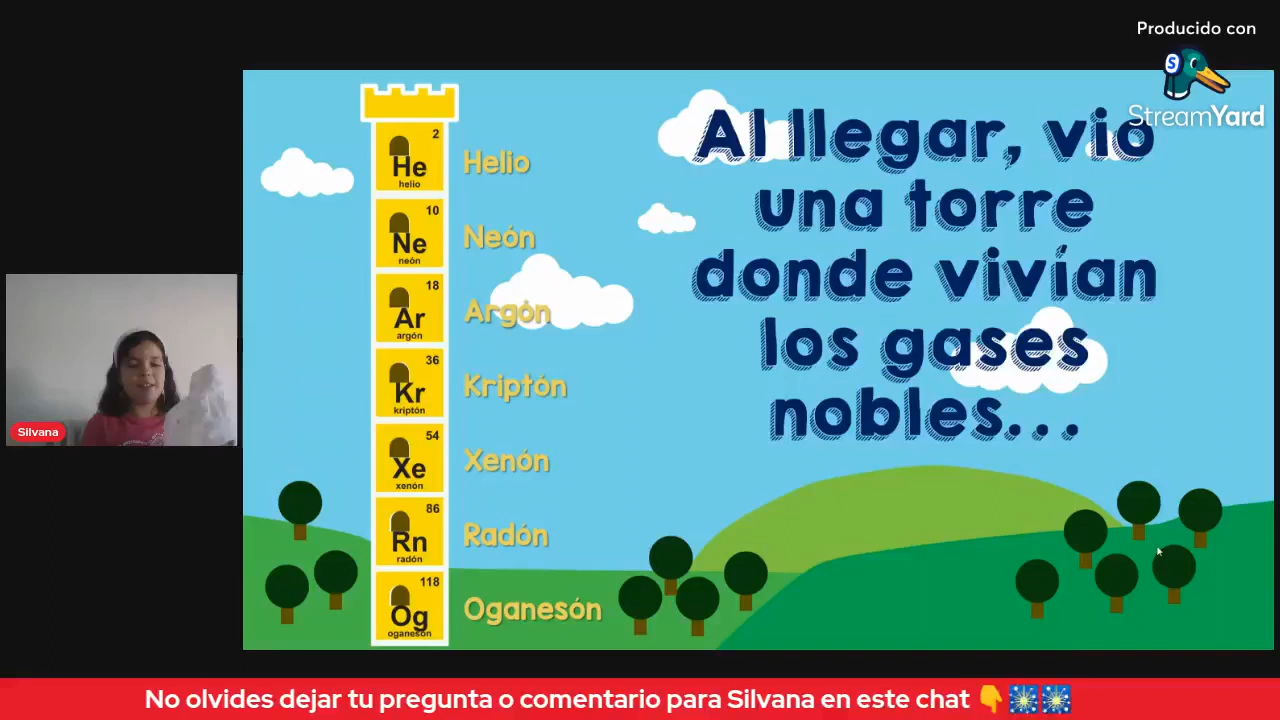 Producido con
StreamYard
Al llegar, vio
una torre
donde vivían
los gases
nobles...
2
He
helio
Helio
10
Ne
neón
Neón
18
Ar
argón
Argón
36
Kr
kriptón
Kriptón
54
Xe
xenón
Xenón
86
Rn
radón
Radón
118
Og
oganesón
Oganesón
Silvana
No olvides dejar tu pregunta o comentario para Silvana en este chat 👇🎆🎆